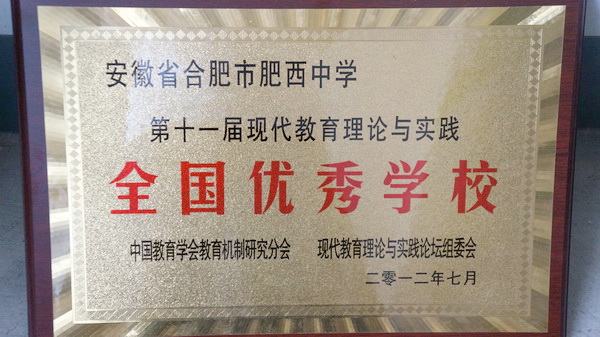 安徽省合肥市肥西中学
第十一届现代教育理论与实践
全国优秀学校
中国教育学会教育机制研究分会 现代教育理论与实践论坛组委会
二零一二年七月